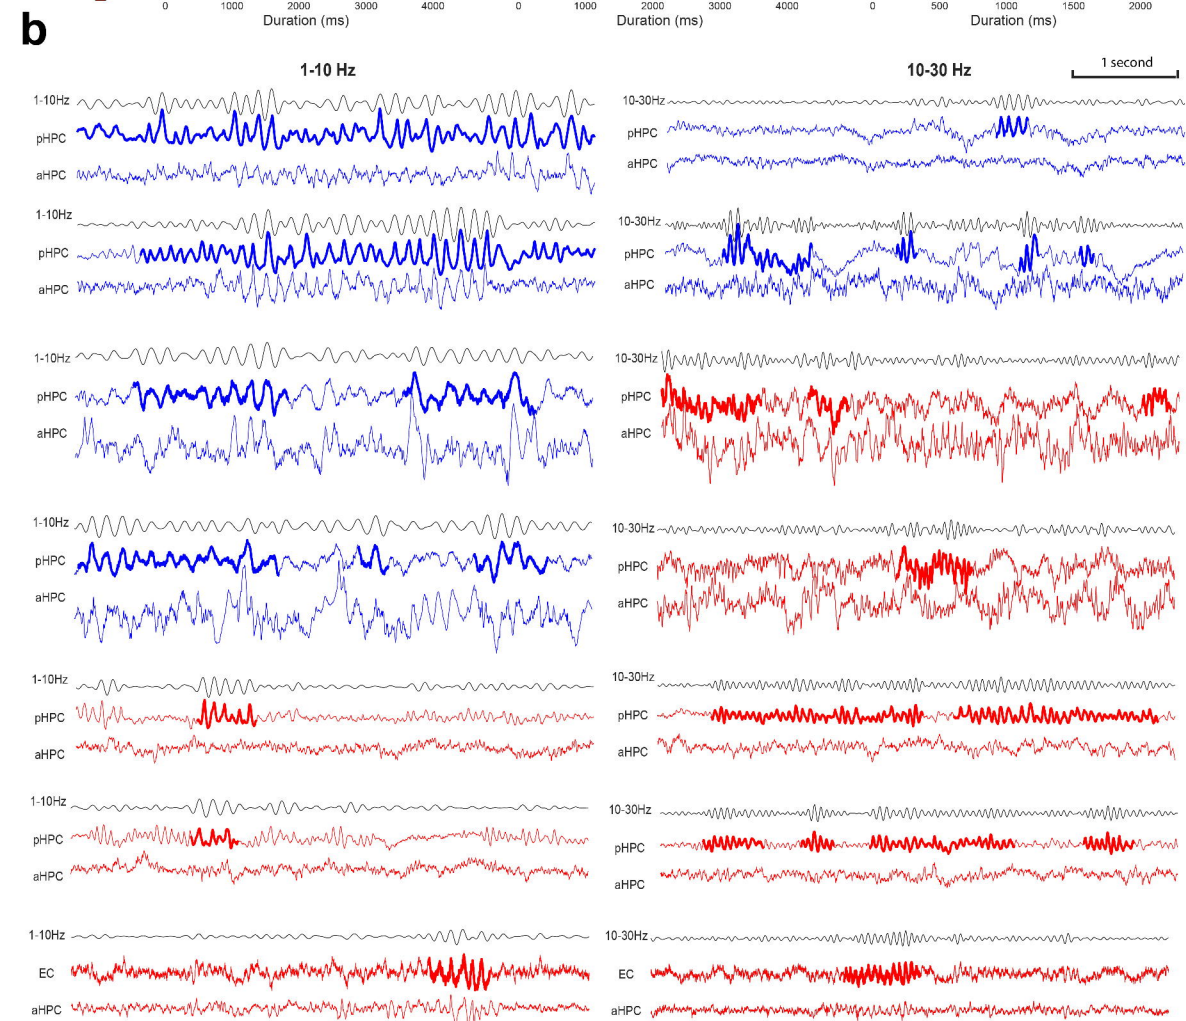 0 1000 2000 3000 4000 0 1000 2000 3000 4000 0 500 1000 1500 2000
Duration (ms) Duration (ms) Duration (ms)
b
1-10 Hz
1-10Hz
pHPC
aHPC
1-10Hz
pHPC
aHPC
1-10Hz
pHPC
aHPC
1-10Hz
pHPC
aHPC
1-10Hz
pHPC
aHPC
1-10Hz
pHPC
aHPC
1-10Hz
EC
aHPC
10-30 Hz
1 second
10-30Hz
pHPC
aHPC
10-30Hz
pHPC
aHPC
10-30Hz
pHPC
aHPC
10-30Hz
pHPC
aHPC
10-30Hz
pHPC
aHPC
10-30Hz
pHPC
aHPC
10-30Hz
EC
aHPC